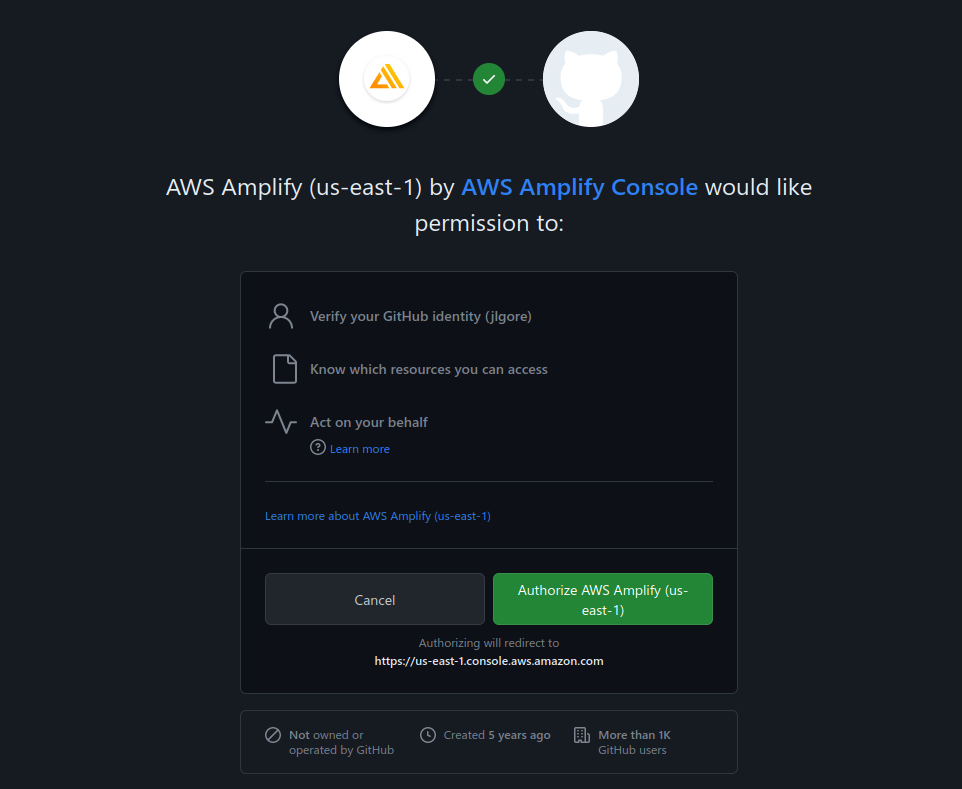 AWS Amplify (us-east-1) by AWS Amplify Console would like
permission to:
Verify your GitHub identity (jlgore)
Know which resources you can access
Act on your behalf
Learn more
Learn more about AWS Amplify (us-east-1)
Cancel
Authorize AWS Amplify (us-
east-1)
Authorizing will redirect to
https://us-east-1.console.aws.amazon.com
Not owned or
operated by GitHub
Created 5 years ago
More than 1K
GitHub users